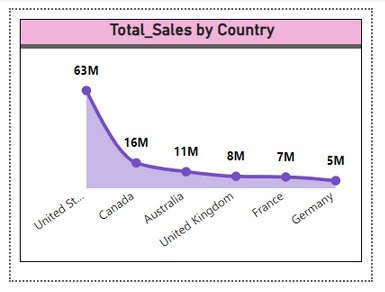 Total_Sales by Country
63M
16M
11M
8M
7M
5M
United St...
Canada
Australia
United Kingdom
France
Germany